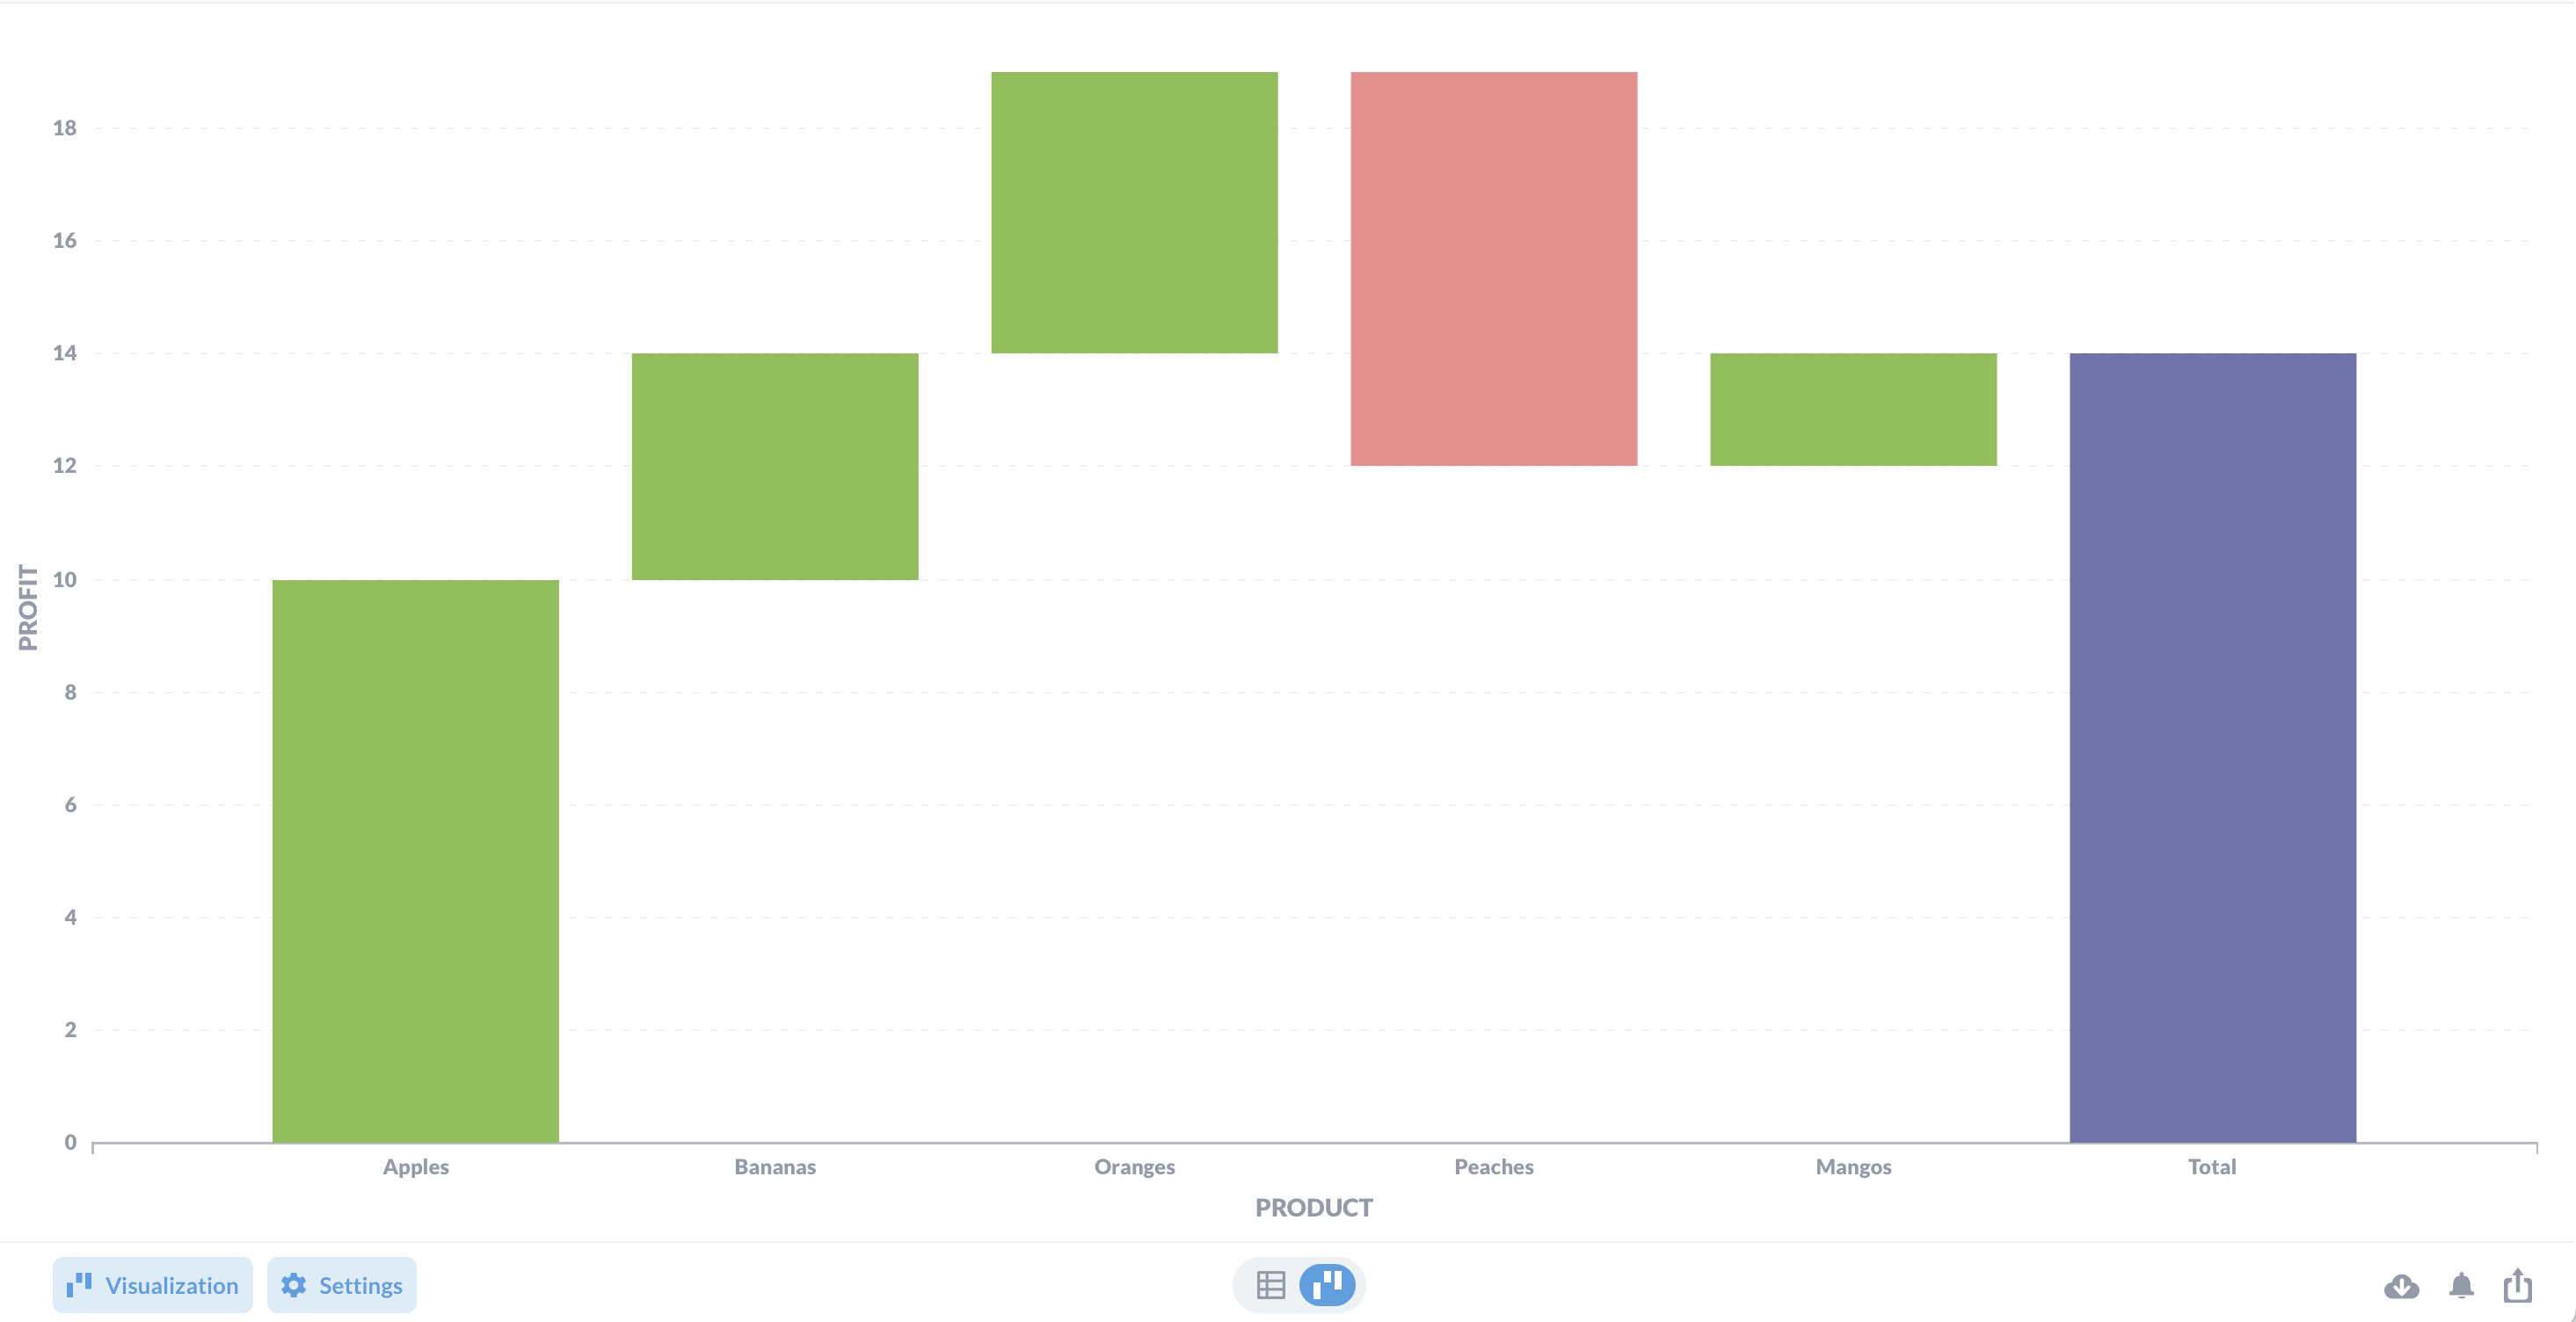 18
16
14
12
10
8
6
4
2
0
PROFIT
Apples Bananas Oranges Peaches Mangos Total
PRODUCT
Visualization Settings